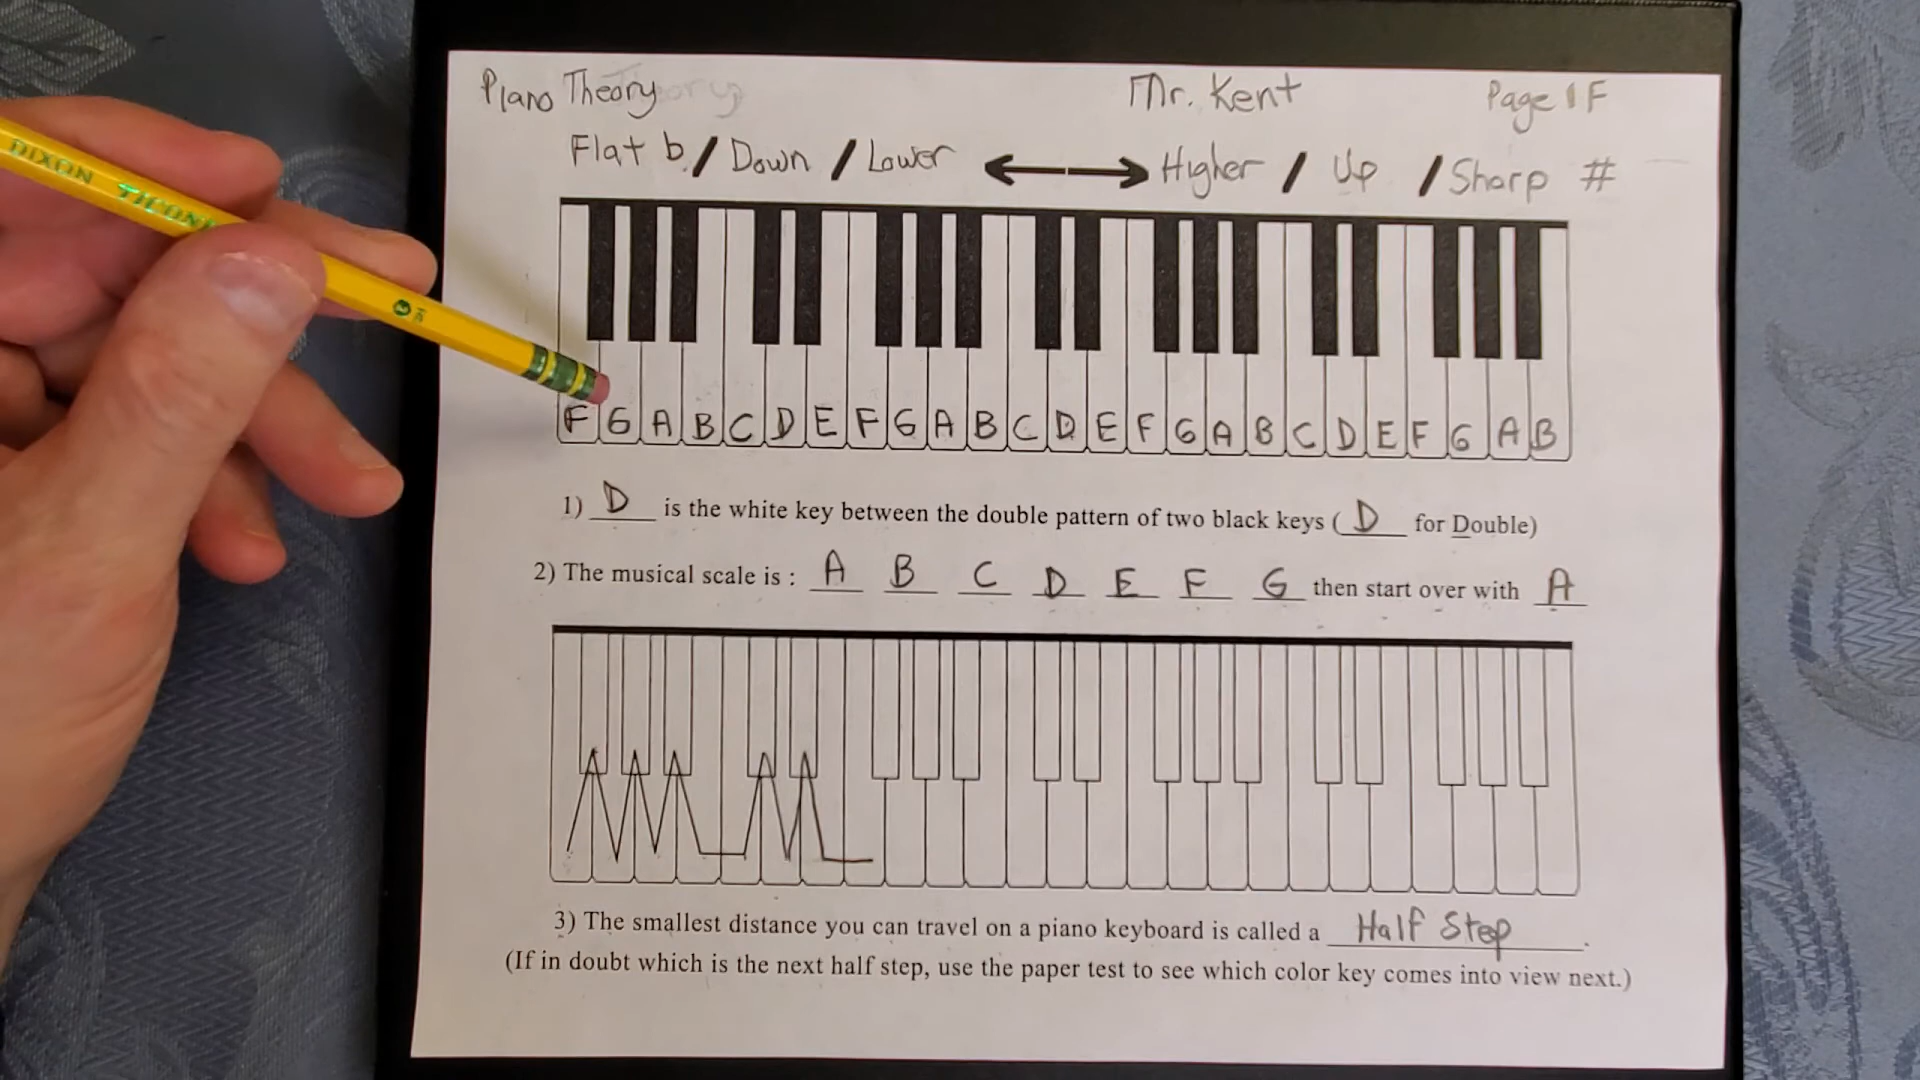 Piano Theory Mr. Kent Page 1F
Flat b / Down / Lower ←→ Higher / Up / Sharp #
DIXON TICON
2 HB
F G A B C D E F G A B C D E F G A B C D E F G A B
1) D is the white key between the double pattern of two black keys ( D for Double)
2) The musical scale is : A B C D E F G then start over with A
3) The smallest distance you can travel on a piano keyboard is called a Half Step.
(If in doubt which is the next half step, use the paper test to see which color key comes into view next.)